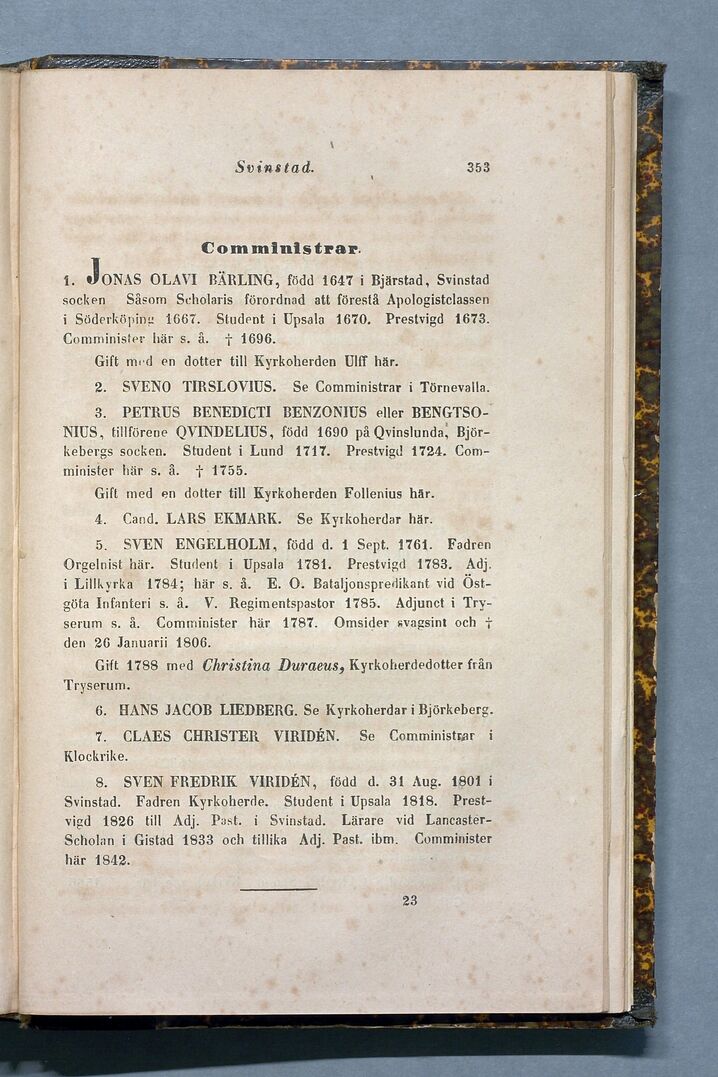 Svinstad. 353
Comministrar.
1. JONAS OLAVI BÄRLING, född 1647 i Bjärstad, Svinstad
socken Såsom Scholaris förordnad att förestå Apologistclassen
i Söderköping 1667. Student i Upsala 1670. Prestvigd 1673.
Comminister här s. å. † 1696.
Gift med en dotter till Kyrkoherden Ulff här.
2. SVENO TIRSLOVIUS. Se Comministrar i Törnevalla.
3. PETRUS BENEDICTI BENZONIUS eller BENGTSO-
NIUS, tillförene QVINDELIUS, född 1690 på Qvinslunda, Björ-
kebergs socken. Student i Lund 1717. Prestvigd 1724. Com-
minister här s. å. † 1755.
Gift med en dotter till Kyrkoherden Follenius här.
4. Cand. LARS EKMARK. Se Kyrkoherdar här.
5. SVEN ENGELHOLM, född d. 1 Sept. 1761. Fadren
Orgelnist här. Student i Upsala 1781. Prestvigd 1783. Adj.
i Lillkyrka 1784; här s. å. E. O. Bataljonspredikant vid Öst-
göta Infanteri s. å. V. Regimentspastor 1785. Adjunct i Try-
serum s. å. Comminister här 1787. Omsider svagsint och †
den 26 Januarii 1806.
Gift 1788 med Christina Duraeus, Kyrkoherdedotter från
Tryserum.
6. HANS JACOB LIEDBERG. Se Kyrkoherdar i Björkeberg.
7. CLAES CHRISTER VIRIDÉN. Se Comministrar i
Klockrike.
8. SVEN FREDRIK VIRIDÉN, född d. 31 Aug. 1801 i
Svinstad. Fadren Kyrkoherde. Student i Upsala 1818. Prest-
vigd 1826 till Adj. Past. i Svinstad. Lärare vid Lancaster-
Scholan i Gistad 1833 och tillika Adj. Past. ibm. Comminister
här 1842.
23